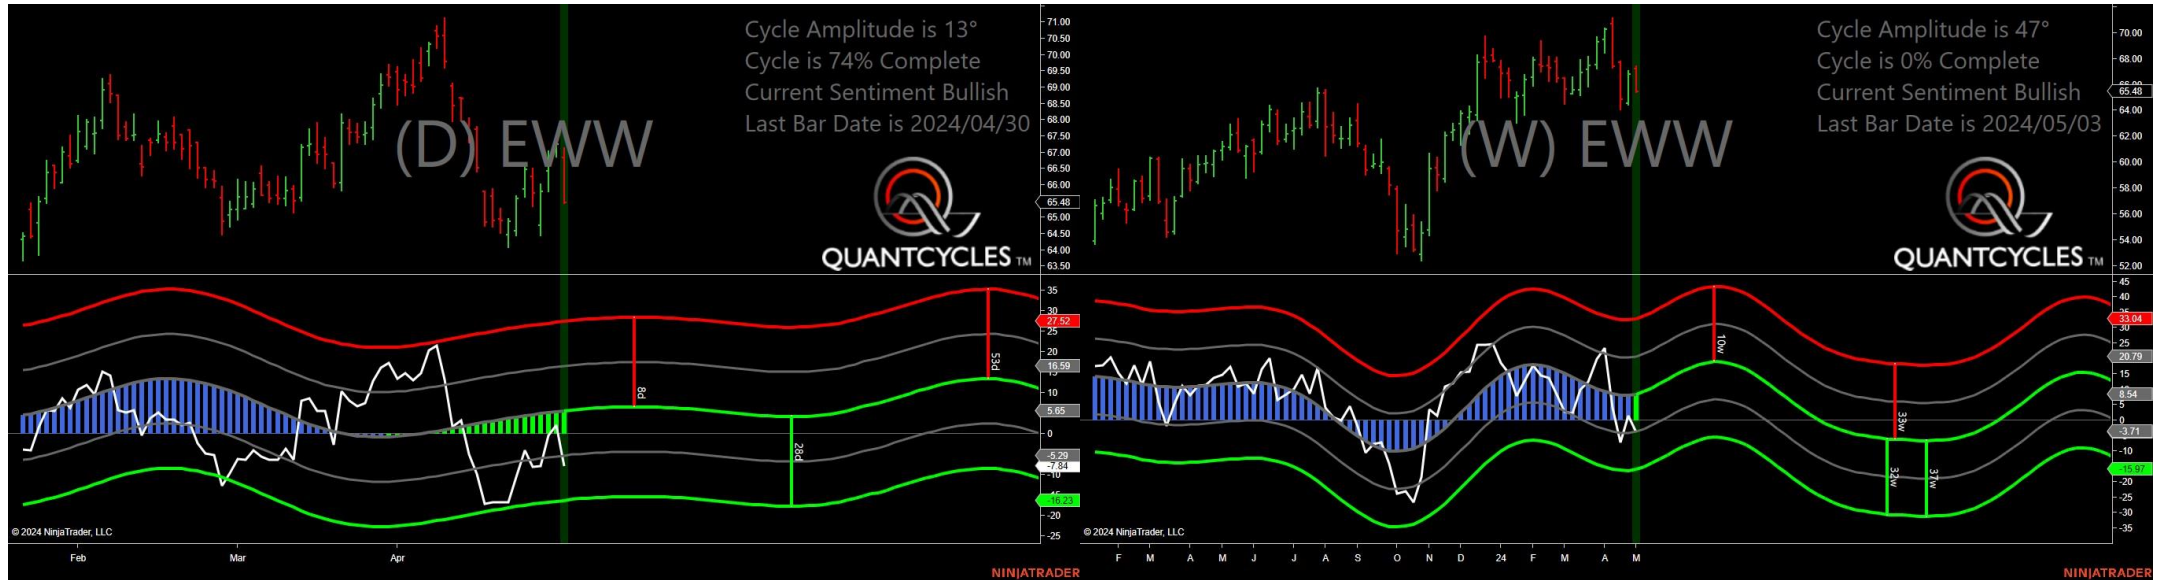 Cycle Amplitude is 13°
Cycle is 74% Complete
Current Sentiment Bullish
Last Bar Date is 2024/04/30
(D) EWW
QUANTCYCLES TM
71.00
70.50
70.00
69.50
69.00
68.50
68.00
67.50
67.00
66.50
66.00
65.48
65.00
64.50
64.00
63.50
35
30
27.52
25
20
16.59
15
10
5.65
0
-5.29
-7.84
-10
-16.23
-20
-25
8d
28d
53d
© 2024 NinjaTrader, LLC
Feb Mar Apr
NINJATRADER
Cycle Amplitude is 47°
Cycle is 0% Complete
Current Sentiment Bullish
Last Bar Date is 2024/05/03
(W) EWW
QUANTCYCLES TM
70.00
68.00
66.00
65.48
64.00
62.00
60.00
58.00
56.00
54.00
52.00
45
40
33.04
30
25
20.79
15
10
8.54
5
0
-3.71
-10
-15.97
-20
-25
-30
-35
10w
33w
32w
37w
© 2024 NinjaTrader, LLC
F M A M J J A S O N D 24 F M A M
NINJATRADER